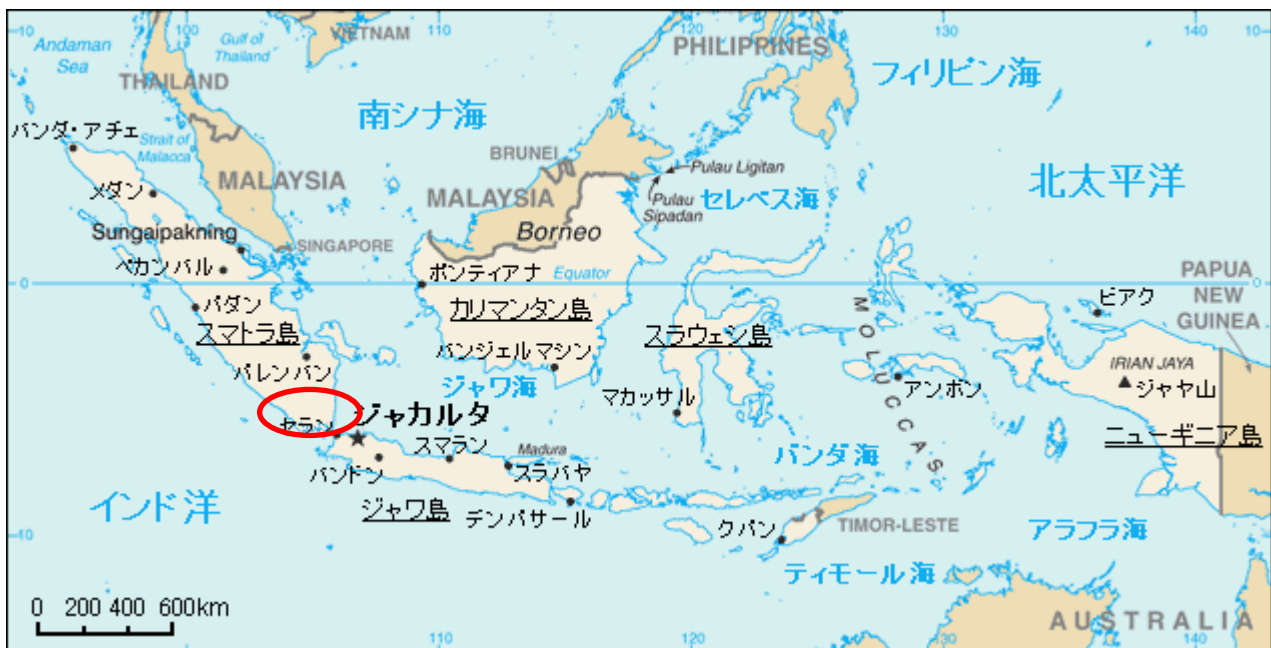 100
110
120
130
140
10
10
Andaman
Sea
Gulf of
Thailand
VIETNAM
PHILIPPINES
フィリピン海
THAILAND
南シナ海
バンダ・アチェ
Strait of
Malacca
BRUNEI
Pulau Ligitan
メダン
MALAYSIA
MALAYSIA
Pulau
Sipadan
セレベス海
北太平洋
Sungaipakning
SINGAPORE
Borneo
ペカンバル
ポンティアナ
Equator
PAPUA
NEW
GUINEA
0
0
パダン
カリマンタン島
スラウェシ島
MOLUCCAS
ビアク
スマトラ島
バンジェルマシン
IRIAN JAYA
パレンバン
ジャワ海
マカッサル
アンボン
ジャヤ山
セラン
ジャカルタ
ニューギニア島
スマラン
Madura
バンダ海
バンドン
スラバヤ
インド洋
ジャワ島
デンパサール
クパン
TIMOR-LESTE
アラフラ海
10
ティモール海
0 200 400 600km
AUSTRALIA
110
120
130
140